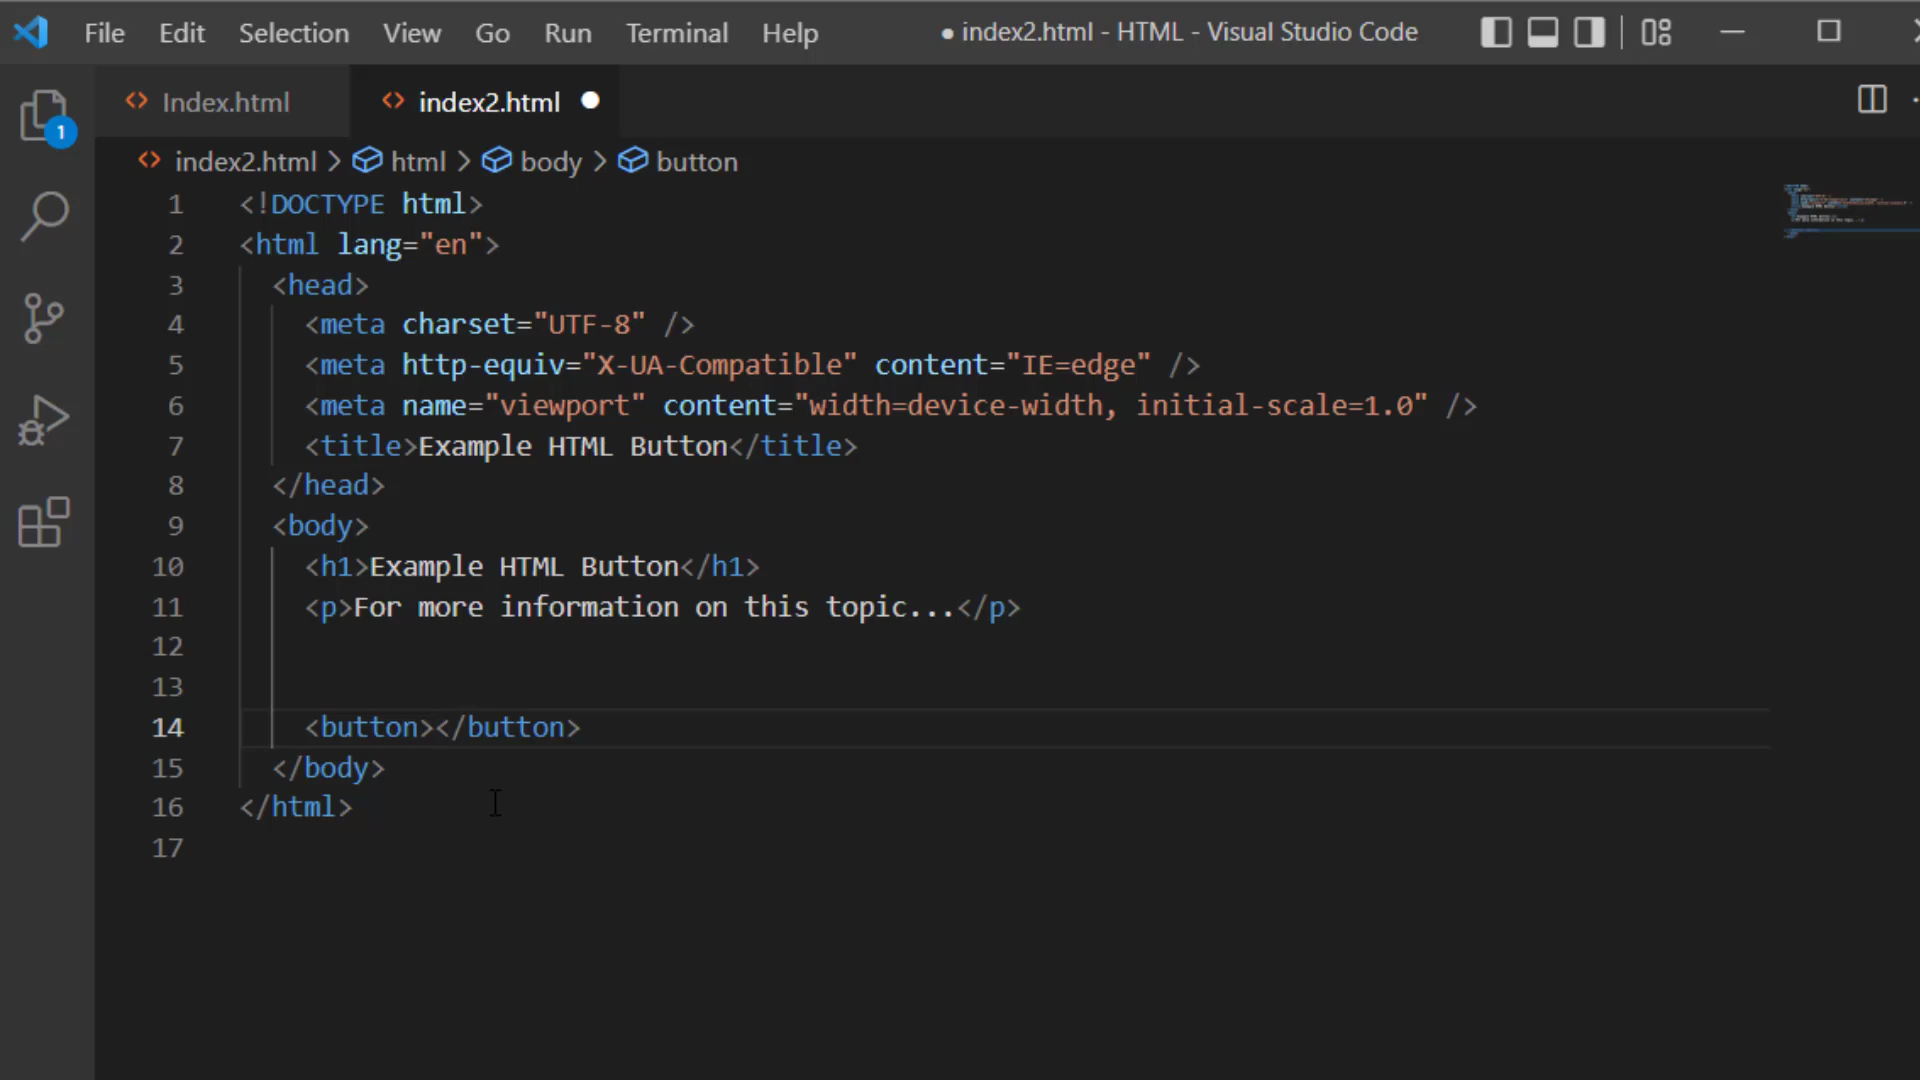 File Edit Selection View Go Run Terminal Help ● index2.html - HTML - Visual Studio Code
Index.html index2.html
1
index2.html > html > body > button
1 <!DOCTYPE html>
2 <html lang="en">
3 <head>
4 <meta charset="UTF-8" />
5 <meta http-equiv="X-UA-Compatible" content="IE=edge" />
6 <meta name="viewport" content="width=device-width, initial-scale=1.0" />
7 <title>Example HTML Button</title>
8 </head>
9 <body>
10 <h1>Example HTML Button</h1>
11 <p>For more information on this topic...</p>
12
13
14 <button></button>
15 </body>
16 </html>
17